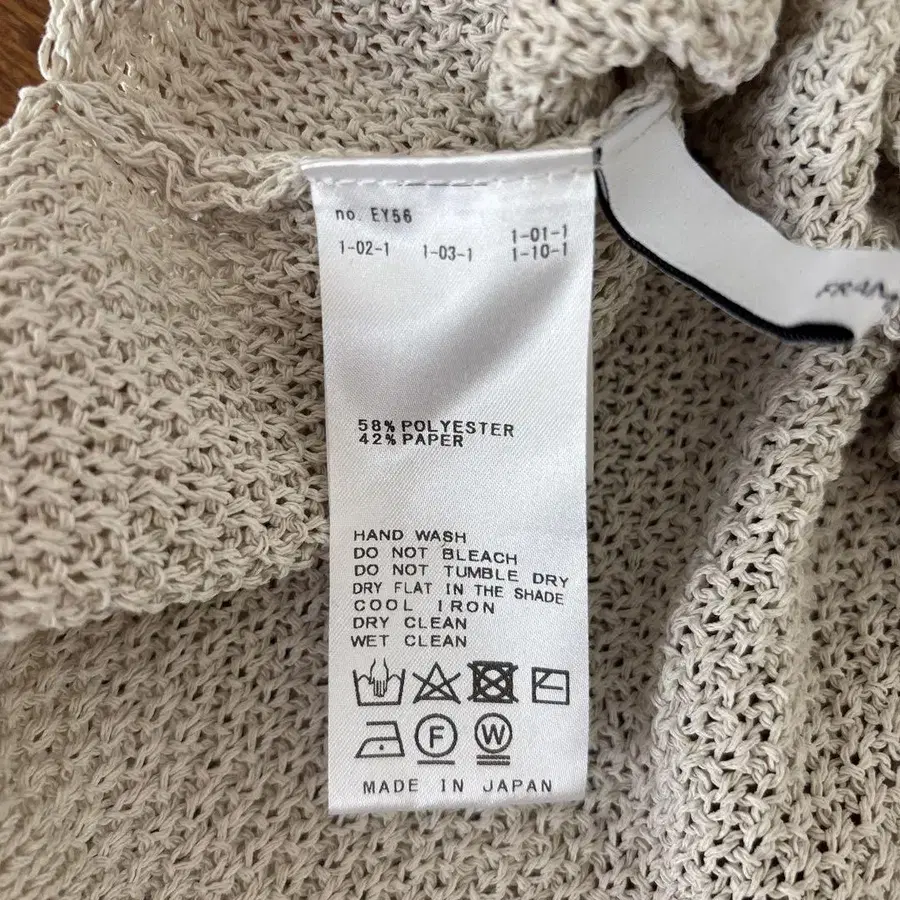 no. EY56
1-01-1
1-02-1 1-03-1 1-10-1
58% POLYESTER
42% PAPER
HAND WASH
DO NOT BLEACH
DO NOT TUMBLE DRY
DRY FLAT IN THE SHADE
COOL IRON
DRY CLEAN
WET CLEAN
F W
MADE IN JAPAN